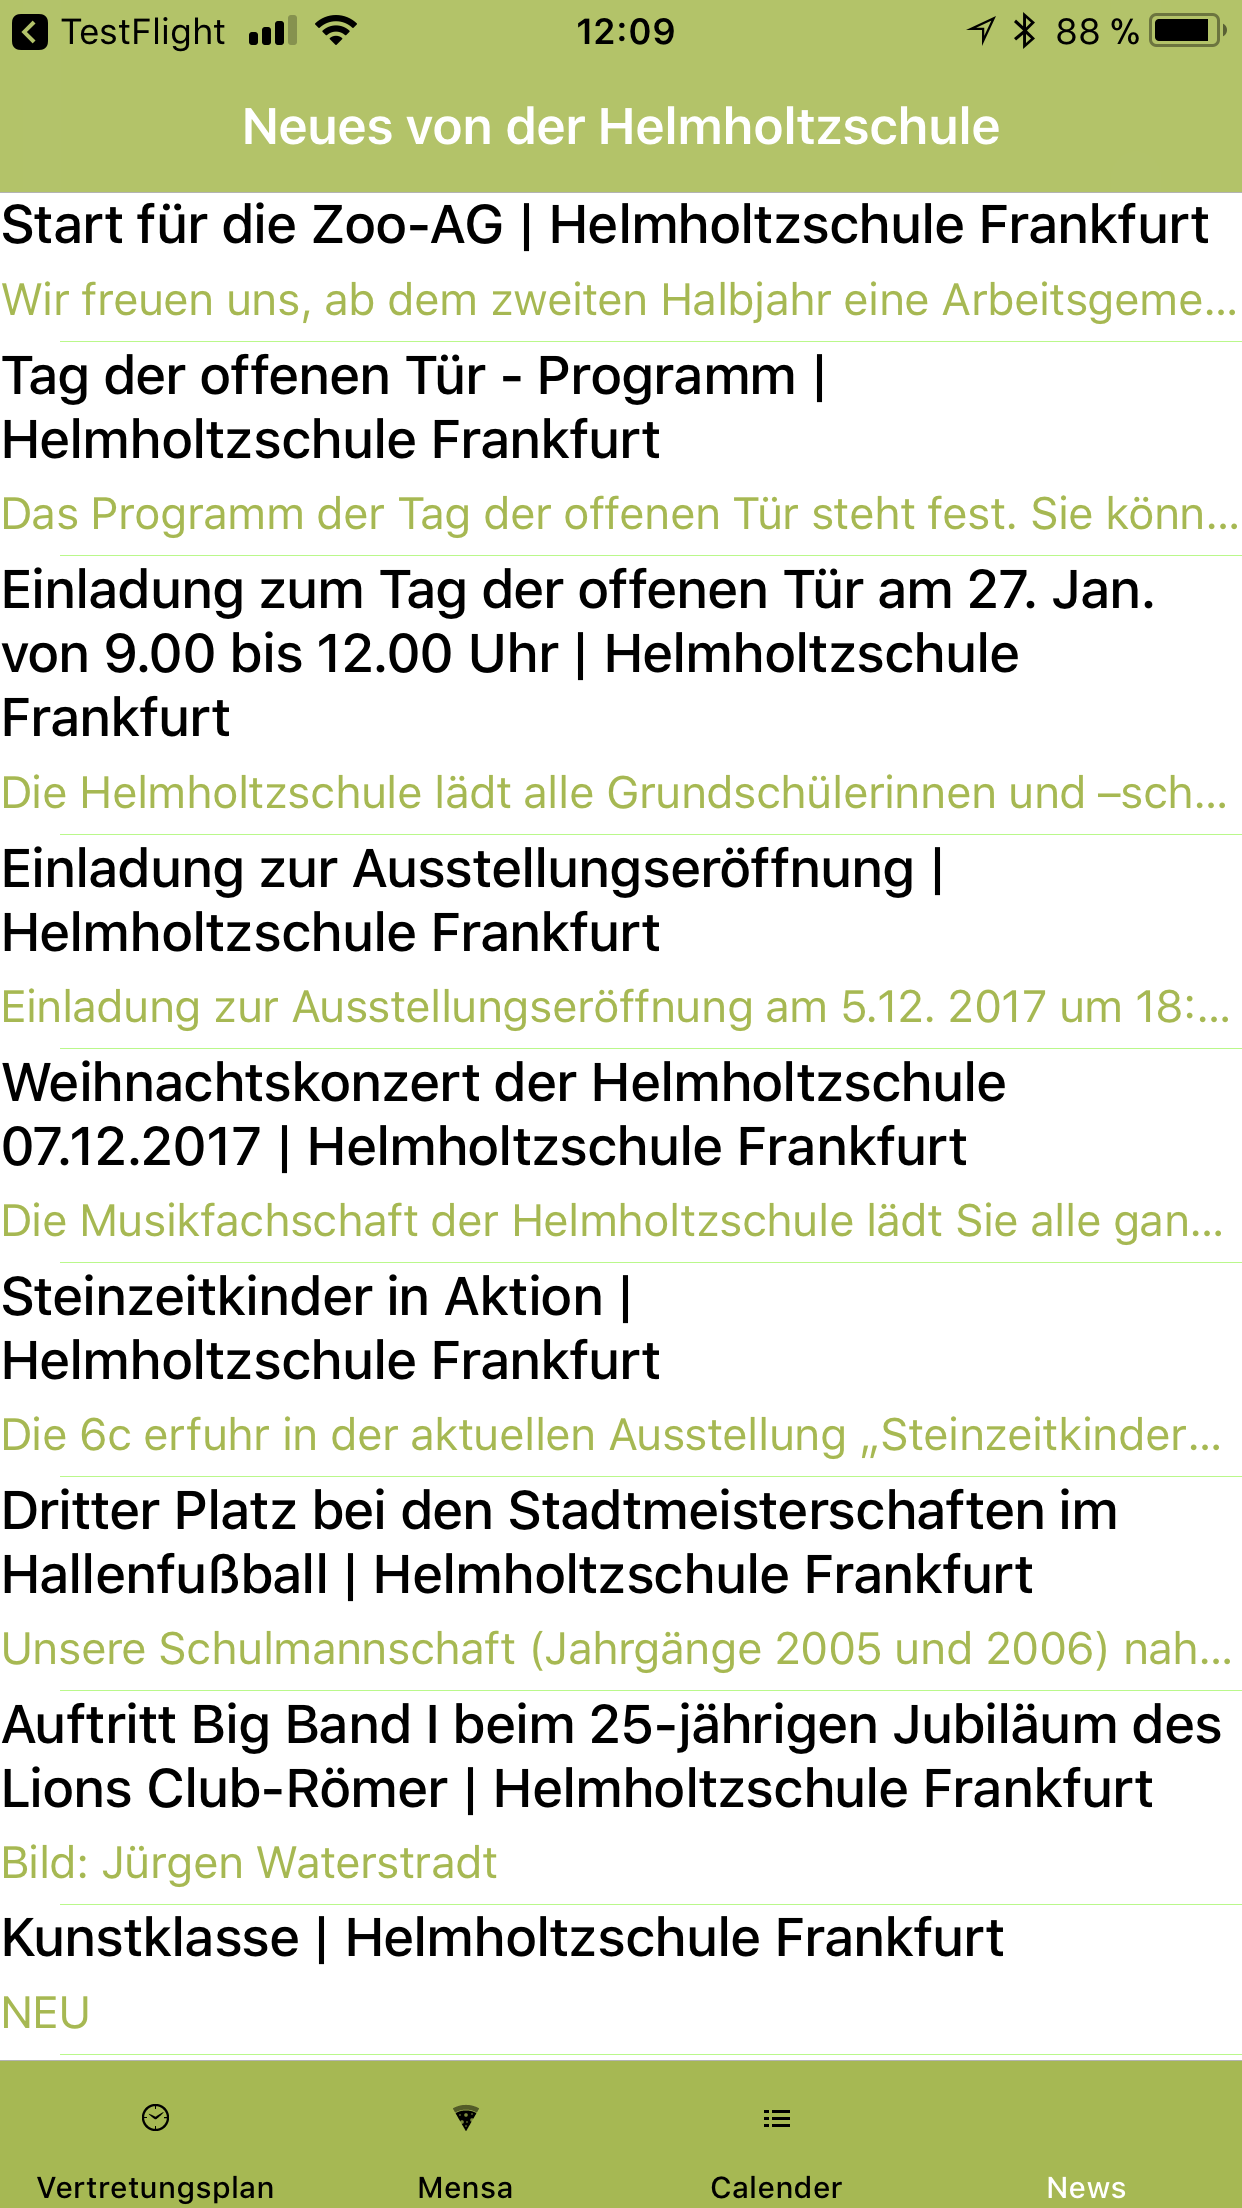 TestFlight 12:09 88 %
Neues von der Helmholtzschule
Start für die Zoo-AG | Helmholtzschule Frankfurt
Wir freuen uns, ab dem zweiten Halbjahr eine Arbeitsgeme...
Tag der offenen Tür - Programm |
Helmholtzschule Frankfurt
Das Programm der Tag der offenen Tür steht fest. Sie könn...
Einladung zum Tag der offenen Tür am 27. Jan.
von 9.00 bis 12.00 Uhr | Helmholtzschule
Frankfurt
Die Helmholtzschule lädt alle Grundschülerinnen und –sch...
Einladung zur Ausstellungseröffnung |
Helmholtzschule Frankfurt
Einladung zur Ausstellungseröffnung am 5.12. 2017 um 18:...
Weihnachtskonzert der Helmholtzschule
07.12.2017 | Helmholtzschule Frankfurt
Die Musikfachschaft der Helmholtzschule lädt Sie alle gan...
Steinzeitkinder in Aktion |
Helmholtzschule Frankfurt
Die 6c erfuhr in der aktuellen Ausstellung „Steinzeitkinder...
Dritter Platz bei den Stadtmeisterschaften im
Hallenfußball | Helmholtzschule Frankfurt
Unsere Schulmannschaft (Jahrgänge 2005 und 2006) nah...
Auftritt Big Band I beim 25-jährigen Jubiläum des
Lions Club-Römer | Helmholtzschule Frankfurt
Bild: Jürgen Waterstradt
Kunstklasse | Helmholtzschule Frankfurt
NEU
Vertretungsplan Mensa Calender News